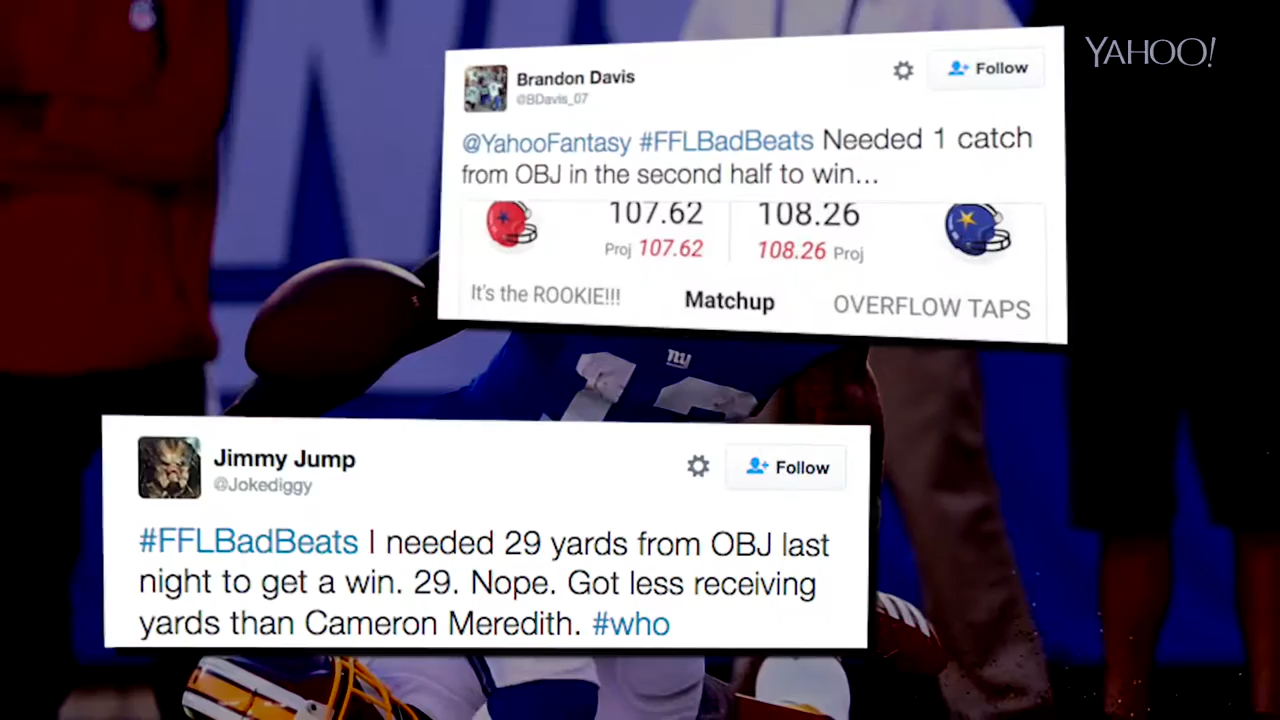 YAHOO!
Brandon Davis
@BDavis_07
Follow
@YahooFantasy #FFLBadBeats Needed 1 catch
from OBJ in the second half to win...
107.62 108.26
Proj 107.62 108.26 Proj
It's the ROOKIE!!! Matchup OVERFLOW TAPS
ny
Jimmy Jump
@Jokediggy
Follow
#FFLBadBeats I needed 29 yards from OBJ last
night to get a win. 29. Nope. Got less receiving
yards than Cameron Meredith. #who